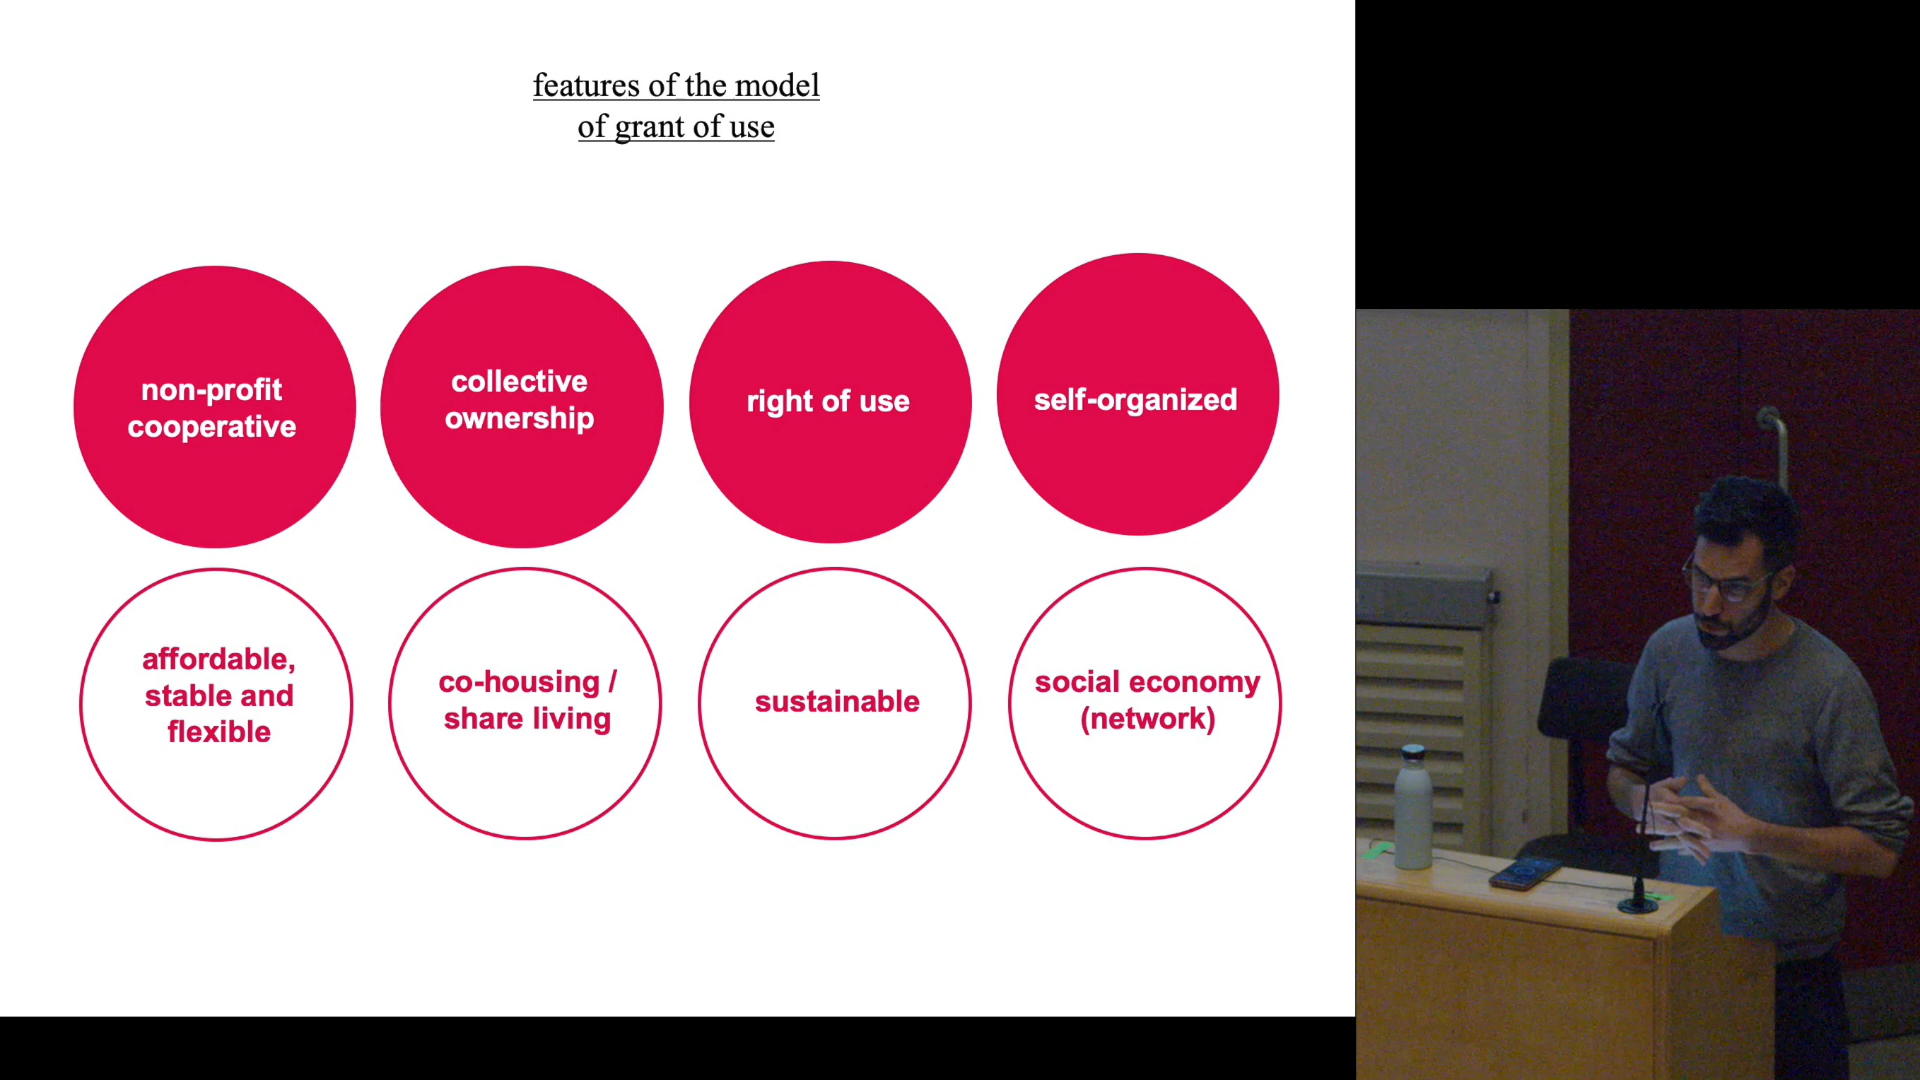 features of the model
of grant of use
non-profit
cooperative
collective
ownership
right of use
self-organized
affordable,
stable and
flexible
co-housing /
share living
sustainable
social economy
(network)